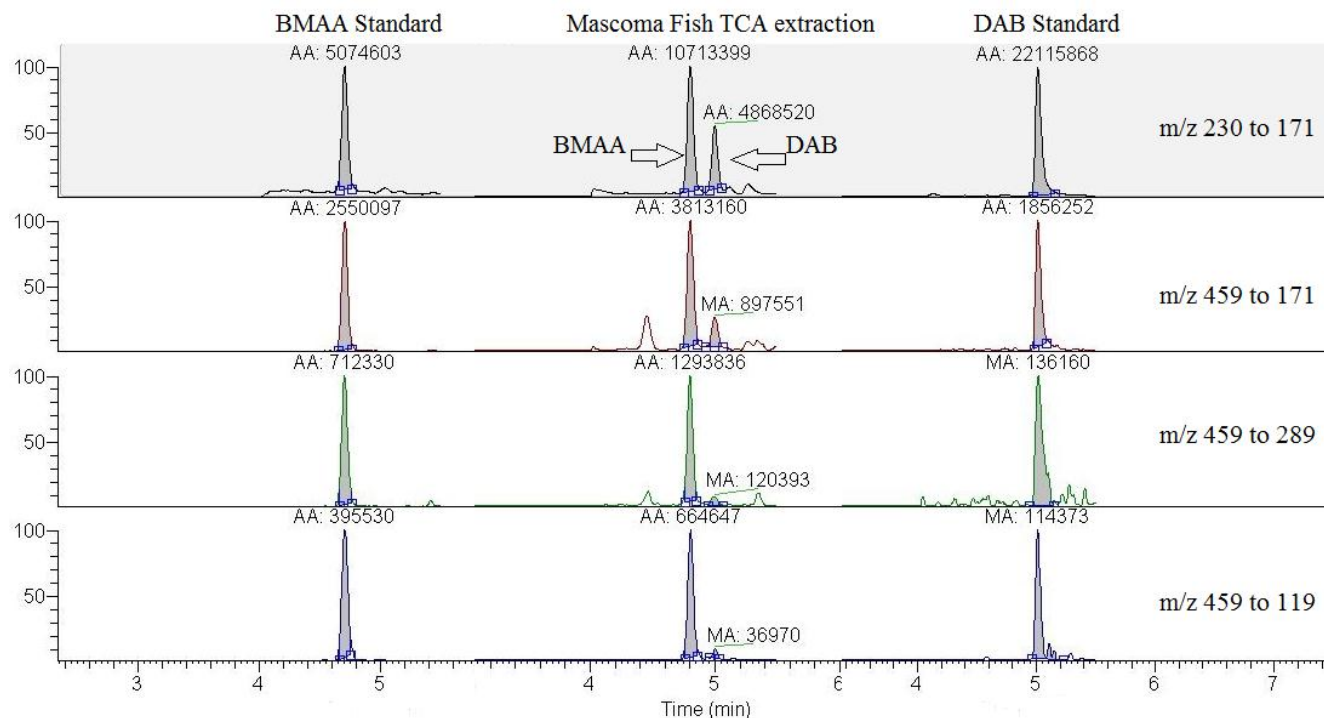 BMAA Standard Mascoma Fish TCA extraction DAB Standard
AA: 5074603 AA: 10713399 AA: 22115868
100
AA: 4868520
50
BMAA DAB
m/z 230 to 171
AA: 2550097 AA: 3813160 AA: 1856252
100
50
MA: 897551
m/z 459 to 171
AA: 712330 AA: 1293836 MA: 136160
100
50
MA: 120393
m/z 459 to 289
AA: 395530 AA: 664647 MA: 114373
100
50
MA: 36970
m/z 459 to 119
3 4 5 4 5 6 4 5 6 7
Time (min)